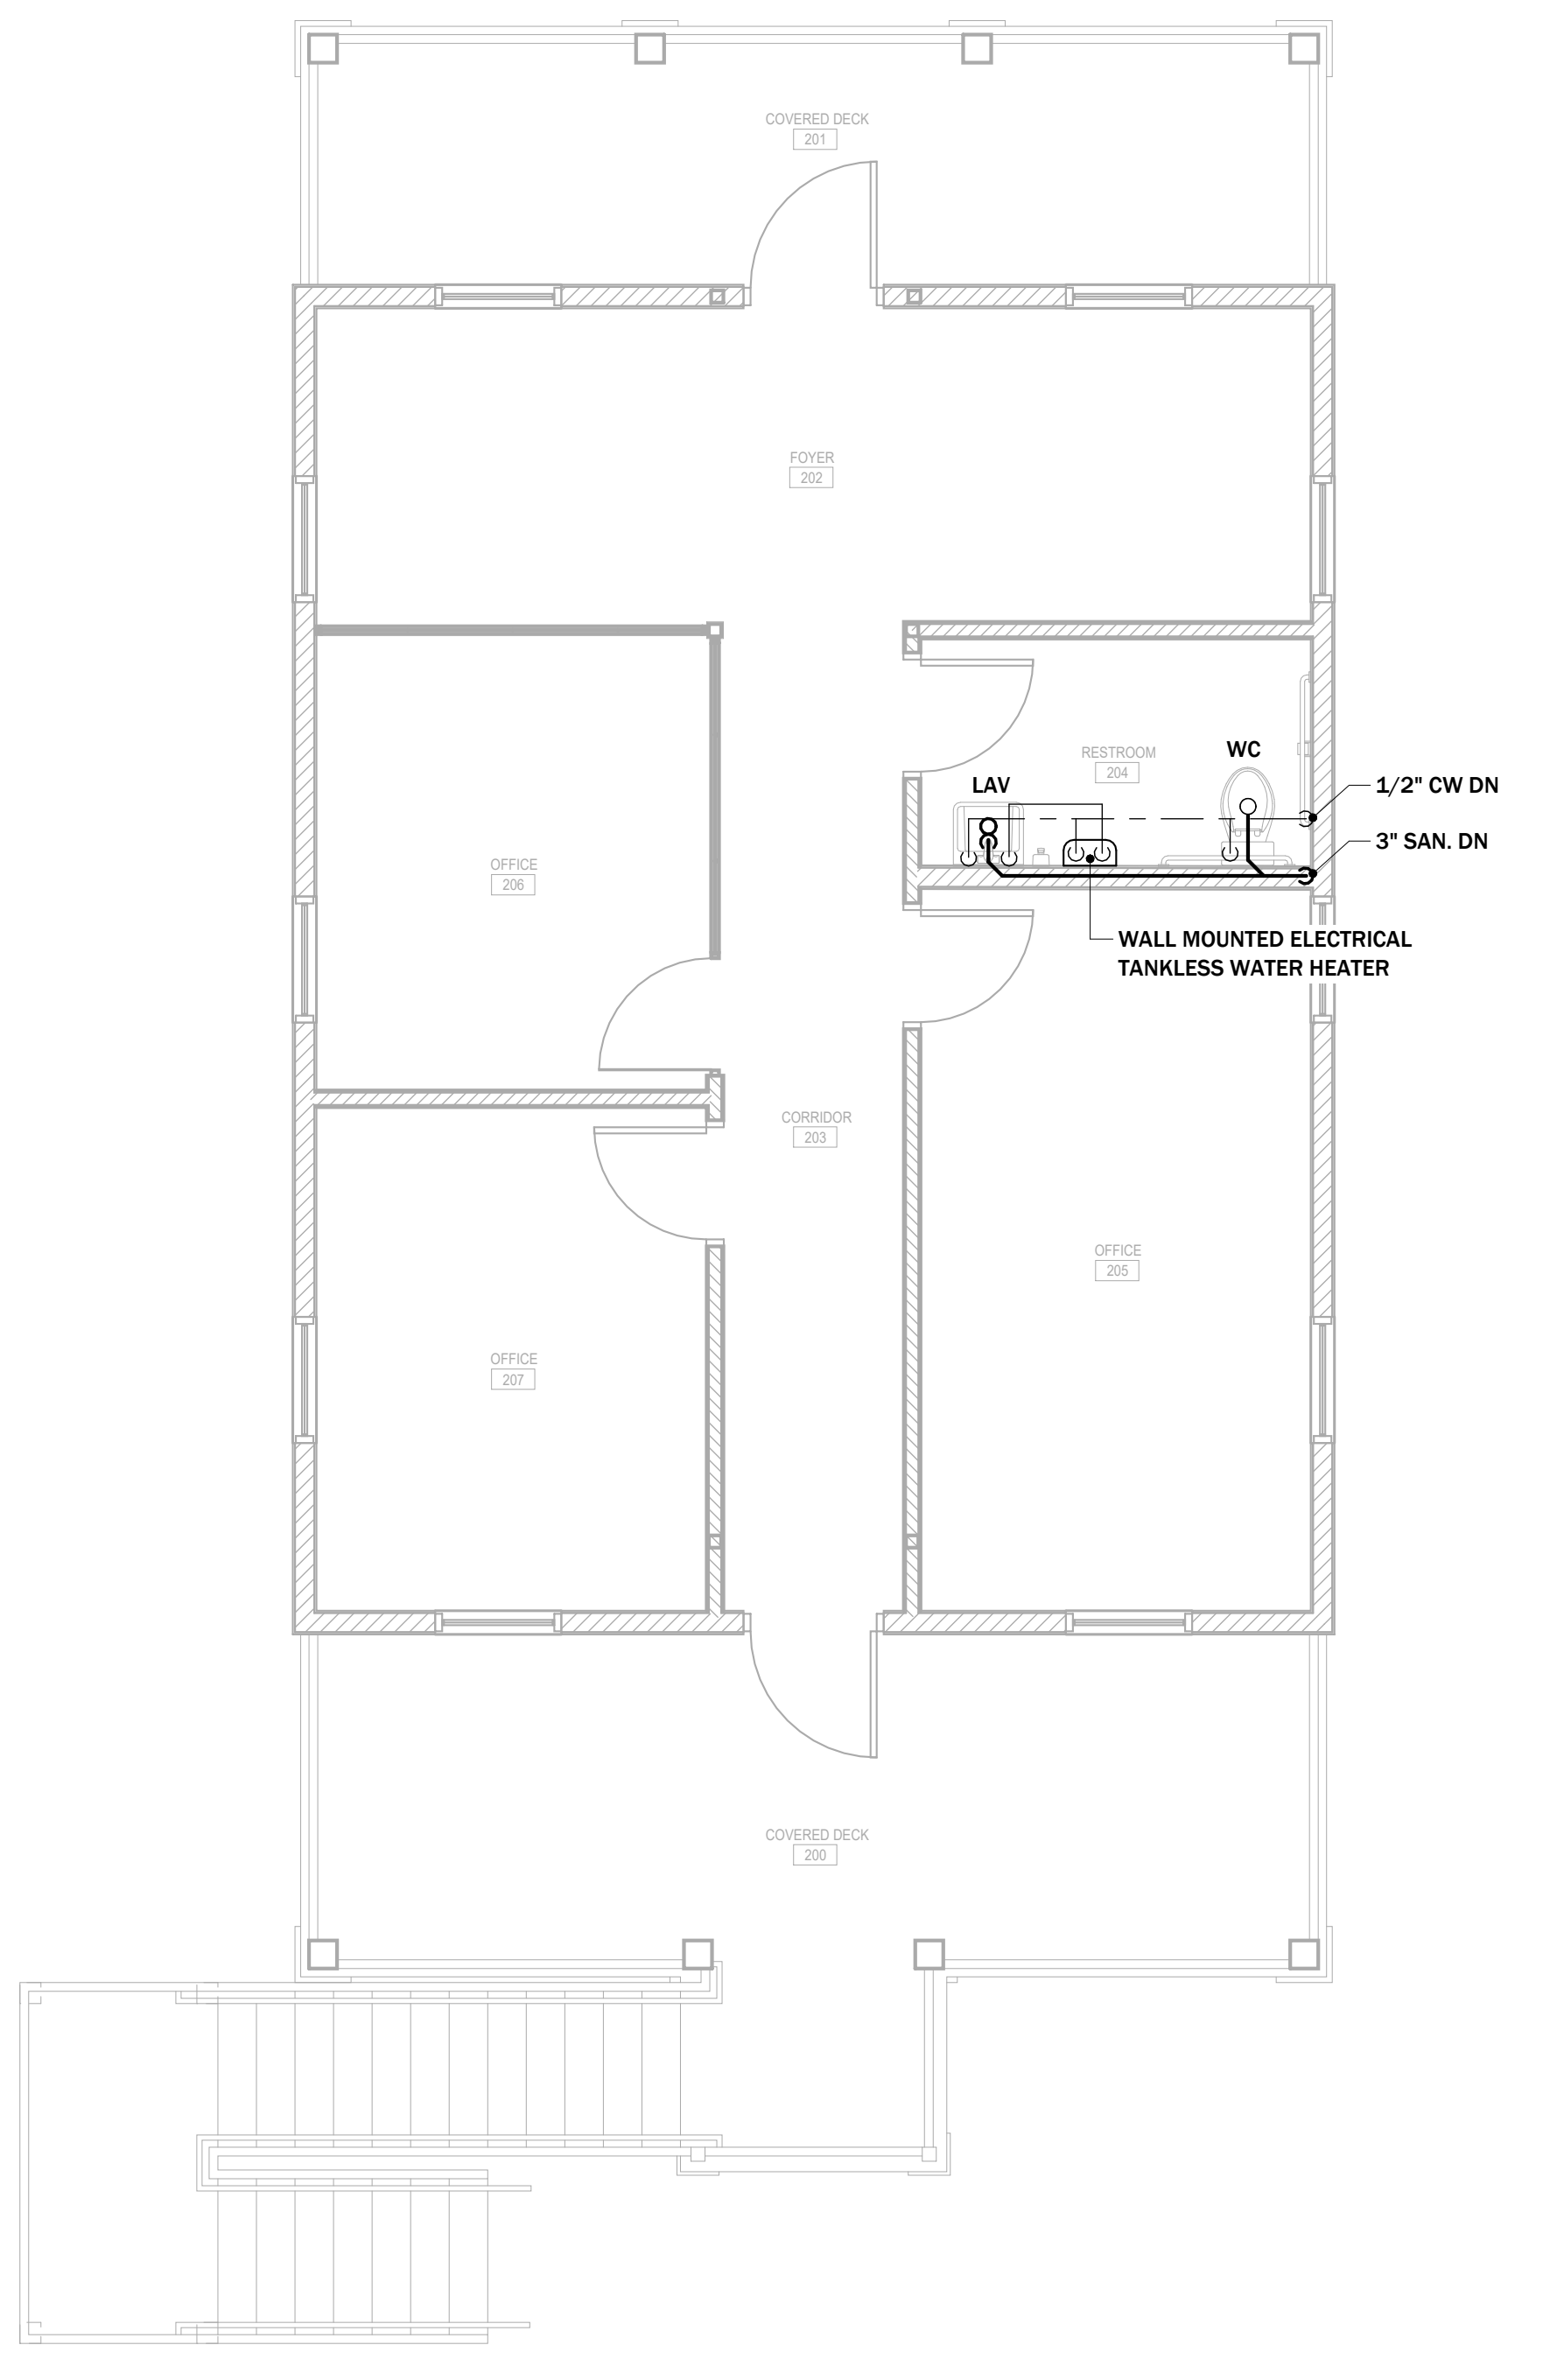 COVERED DECK
201
FOYER
202
RESTROOM
204
WC
LAV
1/2" CW DN
3" SAN. DN
OFFICE
206
WALL MOUNTED ELECTRICAL
TANKLESS WATER HEATER
CORRIDOR
203
OFFICE
205
OFFICE
207
COVERED DECK
200